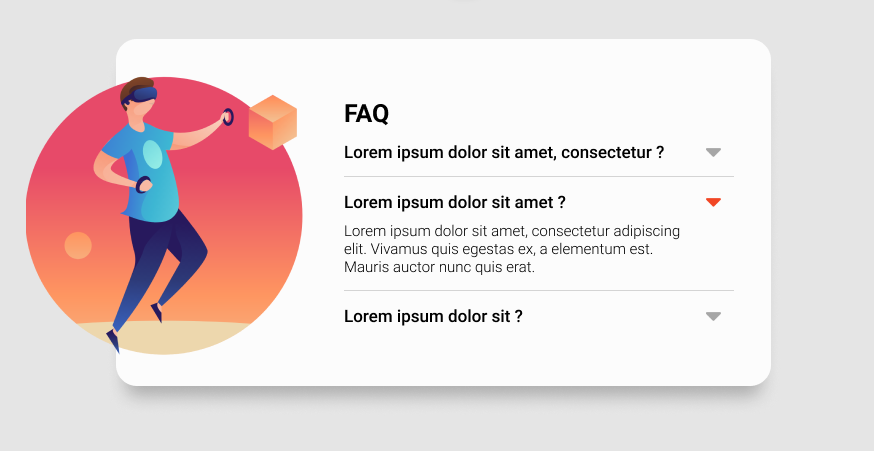 FAQ
Lorem ipsum dolor sit amet, consectetur ?
Lorem ipsum dolor sit amet ?
Lorem ipsum dolor sit amet, consectetur adipiscing
elit. Vivamus quis egestas ex, a elementum est.
Mauris auctor nunc quis erat.
Lorem ipsum dolor sit ?